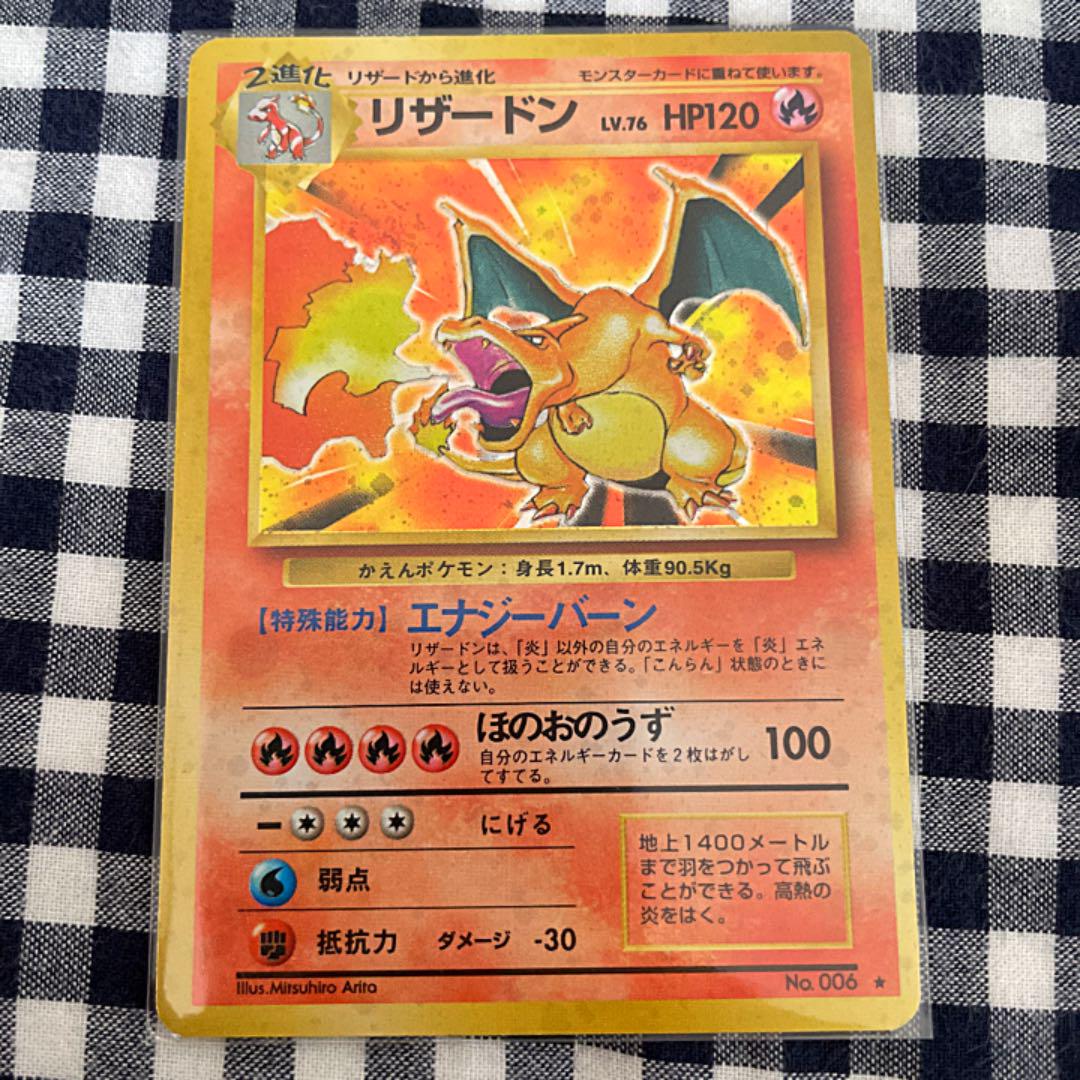 2進化 リザードから進化 モンスターカードに重ねて使います。
リザードン LV.76 HP120
かえんポケモン：身長1.7m、体重90.5Kg
【特殊能力】エナジーバーン
リザードンは、「炎」以外の自分のエネルギーを「炎」エネ
ルギーとして扱うことができる。「こんらん」状態のときに
は使えない。
ほのおのうず 100
自分のエネルギーカードを2枚はがし
てすてる。
にげる
弱点
抵抗力 ダメージ -30
地上1400メートル
まで羽をつかって飛ぶ
ことができる。高熱の
炎をはく。
Illus.Mitsuhiro Arita
No. 006 ★